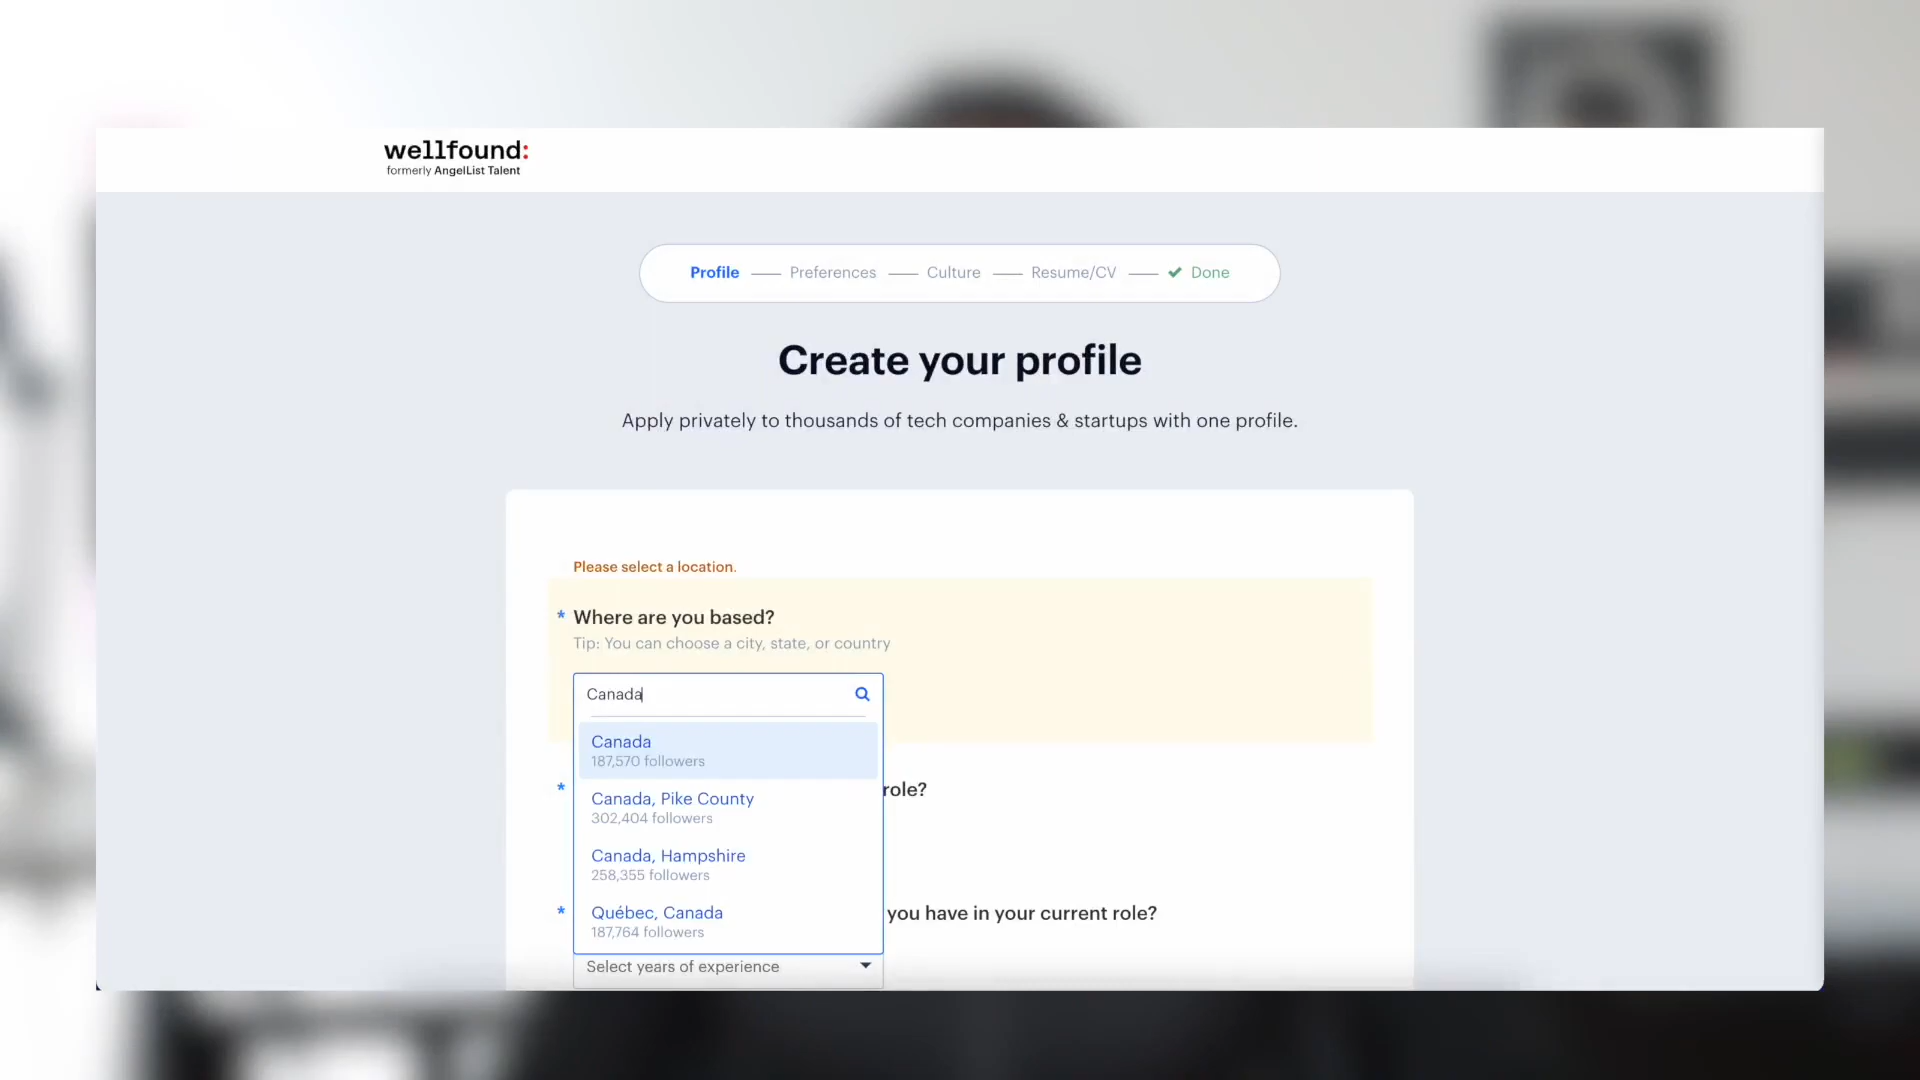 wellfound:
formerly AngelList Talent
Profile Preferences Culture Resume/CV Done
Create your profile
Apply privately to thousands of tech companies & startups with one profile.
Please select a location.
* Where are you based?
Tip: You can choose a city, state, or country
Canada
Canada
187,570 followers
* role?
Canada, Pike County
302,404 followers
Canada, Hampshire
258,355 followers
* you have in your current role?
Québec, Canada
187,764 followers
Select years of experience